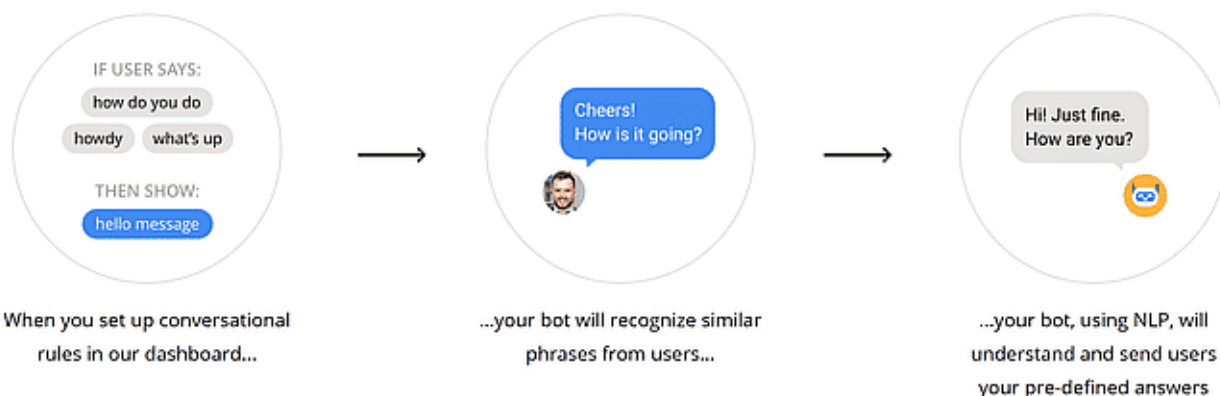 IF USER SAYS:
how do you do
howdy
what's up
THEN SHOW:
hello message
When you set up conversational
rules in our dashboard...
Cheers!
How is it going?
...your bot will recognize similar
phrases from users...
Hi! Just fine.
How are you?
...your bot, using NLP, will
understand and send users
your pre-defined answers